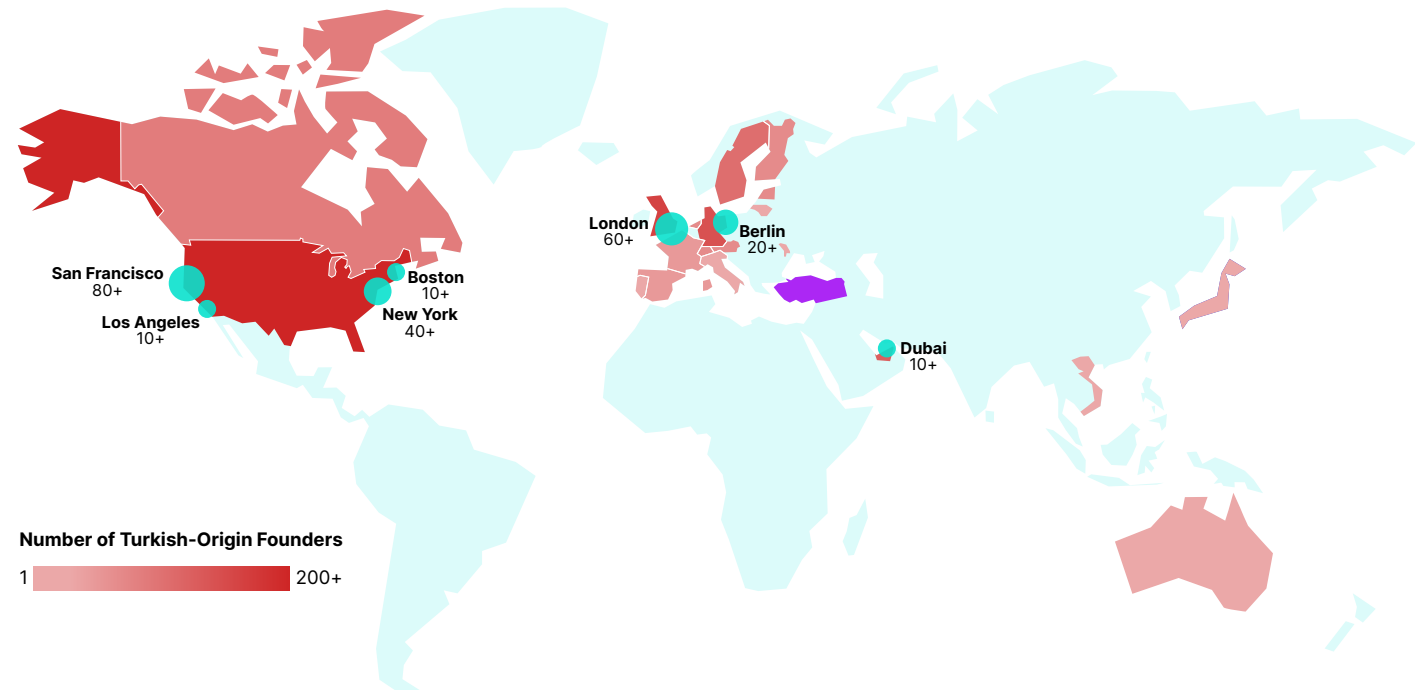 London
60+
Berlin
20+
San Francisco
80+
Boston
10+
Los Angeles
10+
New York
40+
Dubai
10+
Number of Turkish-Origin Founders
1
200+